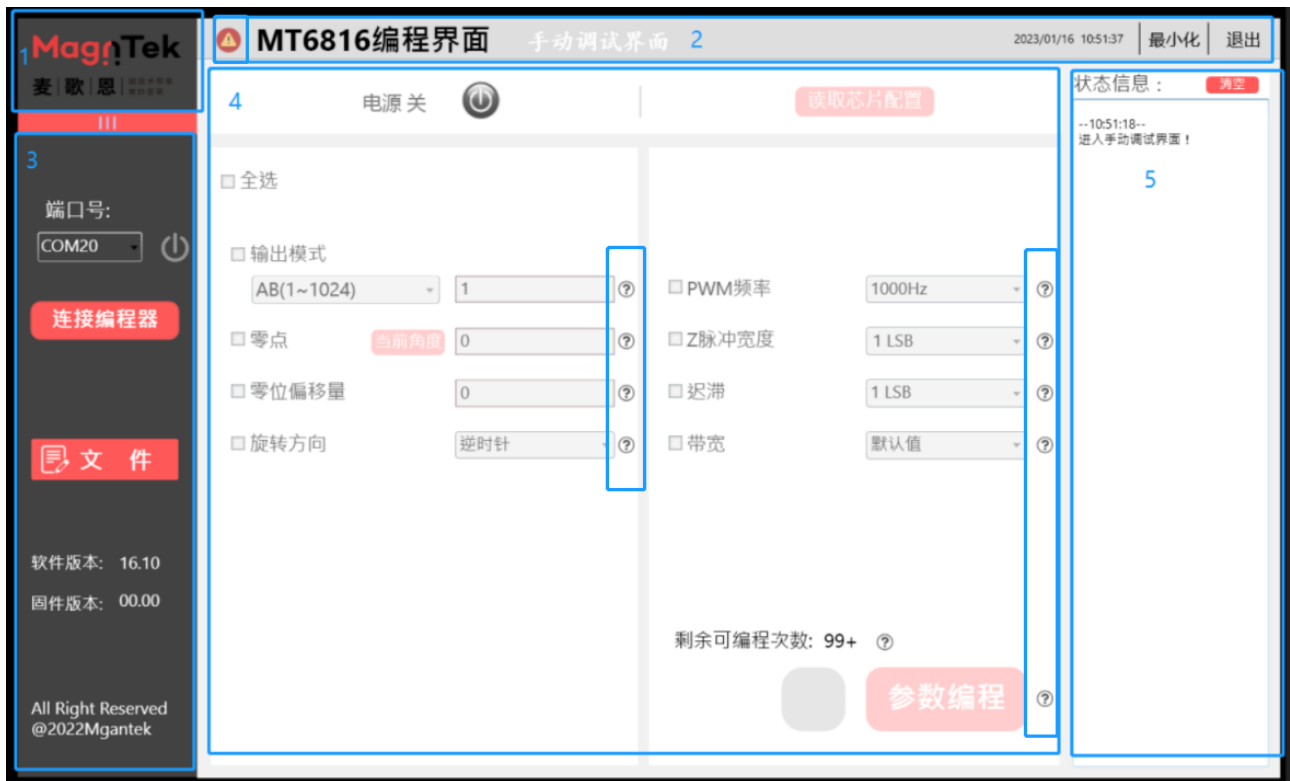 1
MagnTek
麦|歌|恩
MT6816编程界面
手动调试界面
2
2023/01/16 10:51:37
最小化
退出
3
端口号:
COM20
连接编程器
文 件
软件版本: 16.10
固件版本: 00.00
All Right Reserved
@2022Mgantek
4
电源 关
读取芯片配置
全选
输出模式
AB(1~1024)
1
?
零点
当前角度
0
?
零位偏移量
0
?
旋转方向
逆时针
?
PWM频率
1000Hz
?
Z脉冲宽度
1 LSB
?
迟滞
1 LSB
?
带宽
默认值
?
剩余可编程次数: 99+
?
参数编程
?
状态信息：
清空
--10:51:18--
进入手动调试界面！
5